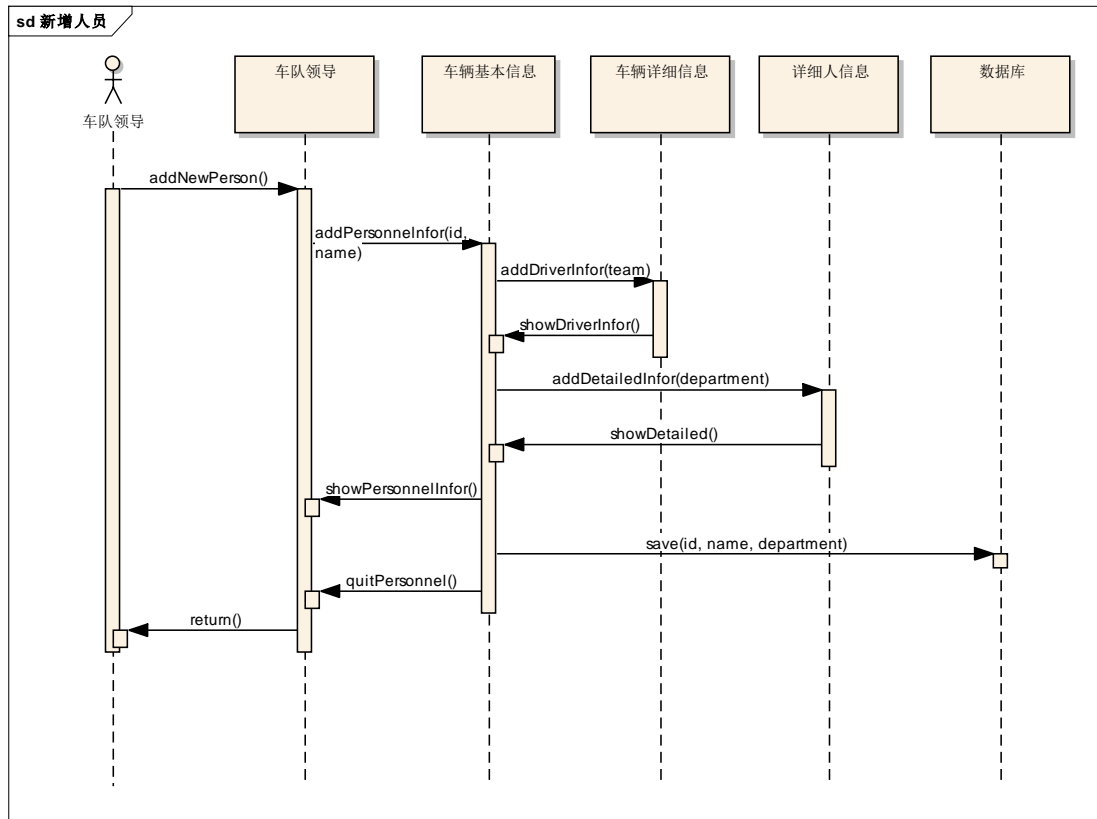 sd 新增人员
车队领导
车队领导
车辆基本信息
车辆详细信息
详细人信息
数据库
addNewPerson()
addPersonneInfor(id,
name)
addDriverInfor(team)
showDriverInfor()
addDetailedInfor(department)
showDetailed()
showPersonnelInfor()
save(id, name, department)
quitPersonnel()
return()